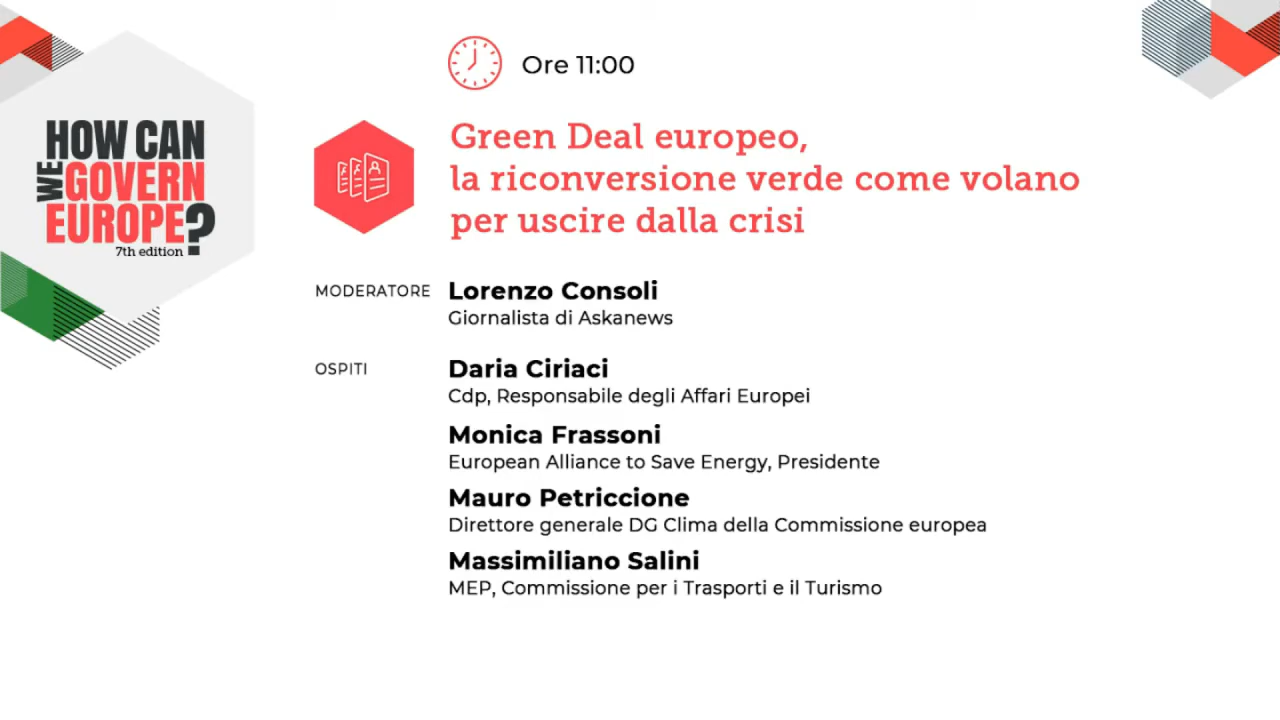 HOW CAN
WE GOVERN
EUROPE?
7th edition
Ore 11:00
Green Deal europeo,
la riconversione verde come volano
per uscire dalla crisi
MODERATORE
Lorenzo Consoli
Giornalista di Askanews
OSPITI
Daria Ciriaci
Cdp, Responsabile degli Affari Europei
Monica Frassoni
European Alliance to Save Energy, Presidente
Mauro Petriccione
Direttore generale DG Clima della Commissione europea
Massimiliano Salini
MEP, Commissione per i Trasporti e il Turismo